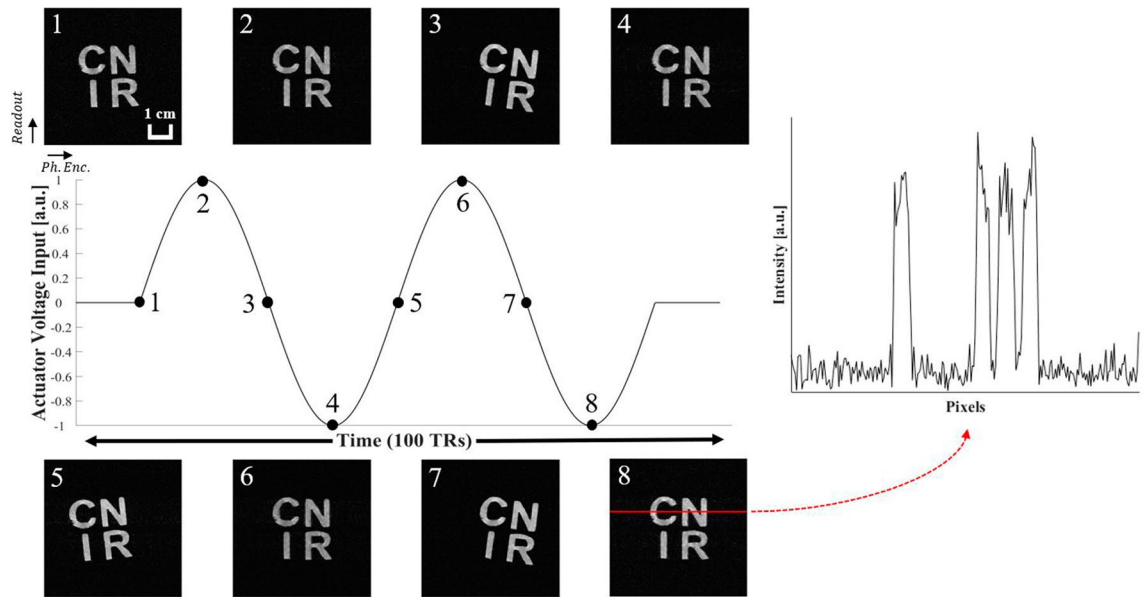 1
2
3
4
CN
IR
CN
IR
CN
IR
CN
IR
1 cm
Readout
Ph. Enc.
Actuator Voltage Input [a.u.]
1
0.8
0.6
0.4
0.2
0
-0.2
-0.4
-0.6
-0.8
-1
1
2
3
4
5
6
7
8
Time (100 TRs)
Intensity [a.u.]
Pixels
5
6
7
8
CN
IR
CN
IR
CN
IR
CN
IR